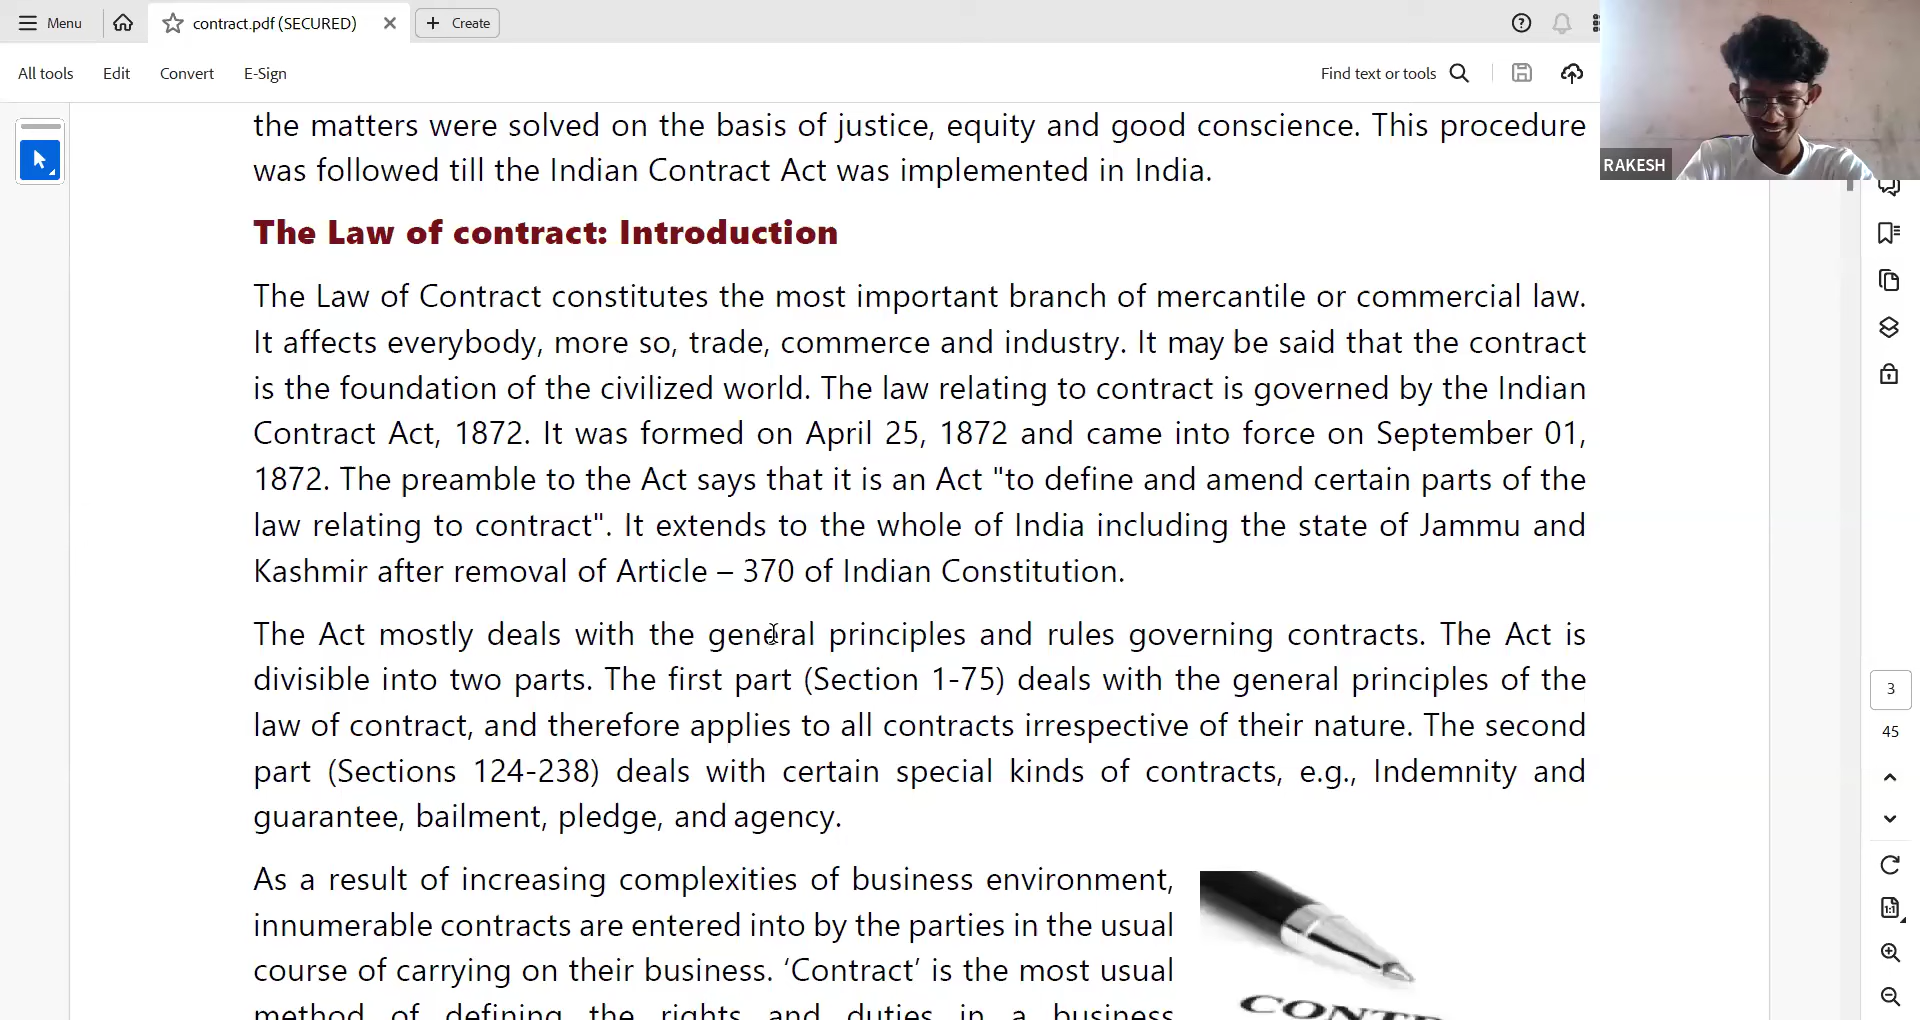 Menu
contract.pdf (SECURED)
Create
All tools
Edit
Convert
E-Sign
Find text or tools
RAKESH
the matters were solved on the basis of justice, equity and good conscience. This procedure
was followed till the Indian Contract Act was implemented in India.
The Law of contract: Introduction
The Law of Contract constitutes the most important branch of mercantile or commercial law.
It affects everybody, more so, trade, commerce and industry. It may be said that the contract
is the foundation of the civilized world. The law relating to contract is governed by the Indian
Contract Act, 1872. It was formed on April 25, 1872 and came into force on September 01,
1872. The preamble to the Act says that it is an Act "to define and amend certain parts of the
law relating to contract". It extends to the whole of India including the state of Jammu and
Kashmir after removal of Article – 370 of Indian Constitution.
The Act mostly deals with the general principles and rules governing contracts. The Act is
divisible into two parts. The first part (Section 1-75) deals with the general principles of the
law of contract, and therefore applies to all contracts irrespective of their nature. The second
part (Sections 124-238) deals with certain special kinds of contracts, e.g., Indemnity and
guarantee, bailment, pledge, and agency.
As a result of increasing complexities of business environment,
innumerable contracts are entered into by the parties in the usual
course of carrying on their business. ‘Contract’ is the most usual
method of defining the rights and duties in a business
CONTR
3
45
1:1